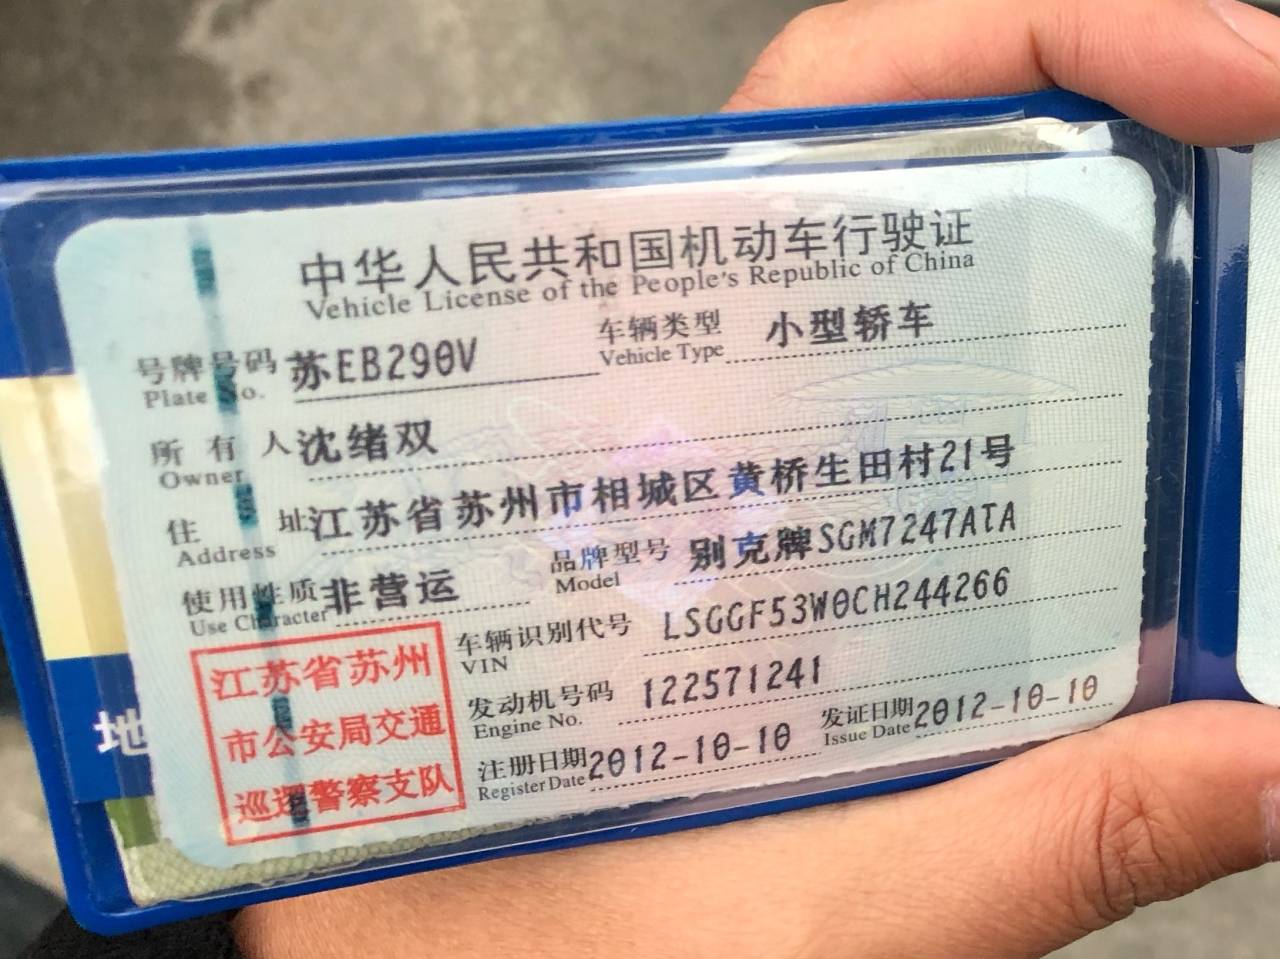 中华人民共和国机动车行驶证
Vehicle License of the People's Republic of China
号牌号码 苏EB290V 车辆类型 小型轿车
Plate No. Vehicle Type
所有人 沈绪双
Owner
住址 江苏省苏州市相城区黄桥生田村21号
Address
使用性质 非营运 品牌型号 别克牌SGM7247ATA
Use Character Model
车辆识别代号 LSGGF53W0CH244266
VIN
发动机号码 122571241
Engine No.
注册日期 2012-10-10 发证日期 2012-10-10
Register Date Issue Date
江苏省苏州
市公安局交通
巡逻警察支队
地